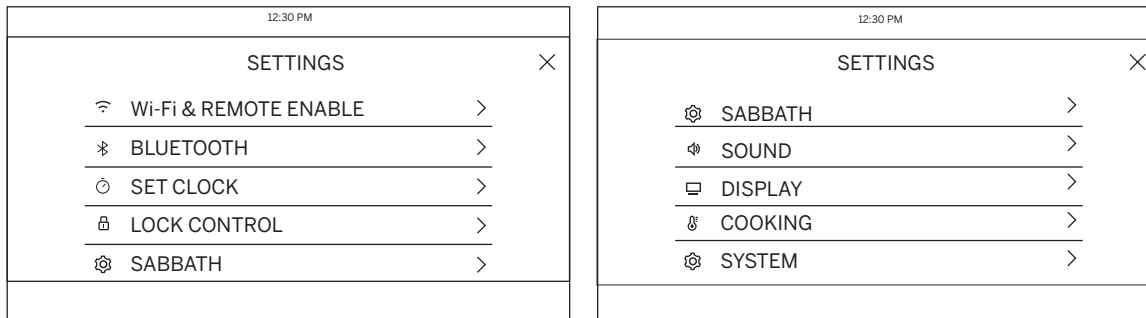 12:30 PM
SETTINGS
Wi-Fi & REMOTE ENABLE
BLUETOOTH
SET CLOCK
LOCK CONTROL
SABBATH
12:30 PM
SETTINGS
SABBATH
SOUND
DISPLAY
COOKING
SYSTEM